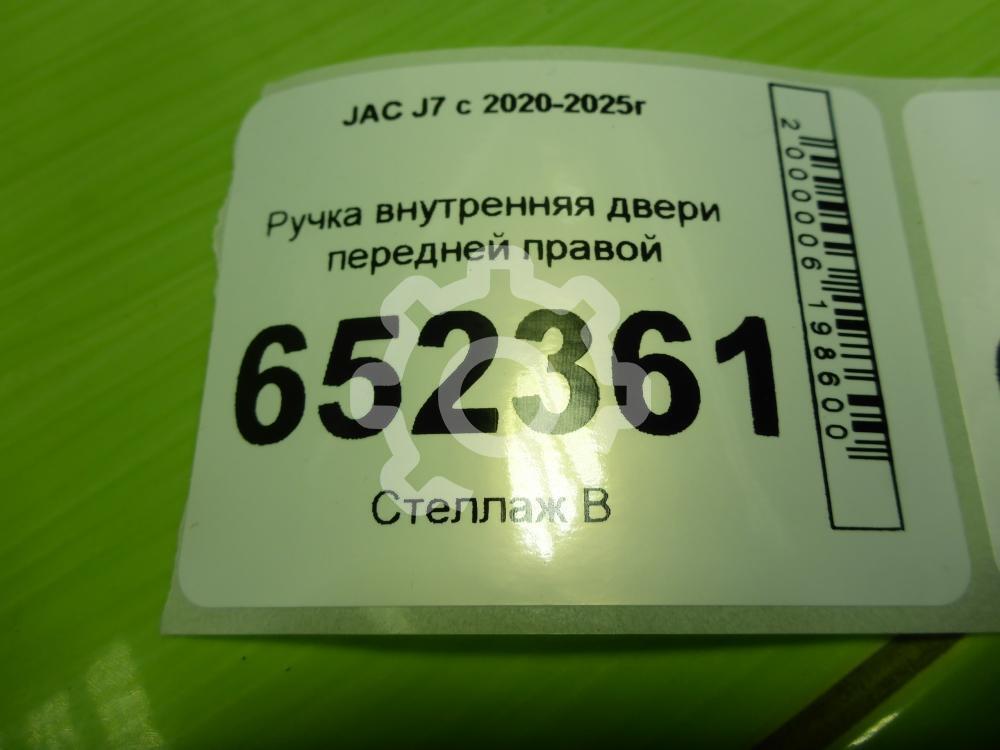 JAC J7 с 2020-2025г
Ручка внутренняя двери
передней правой
652361
Стеллаж В
2000006198600